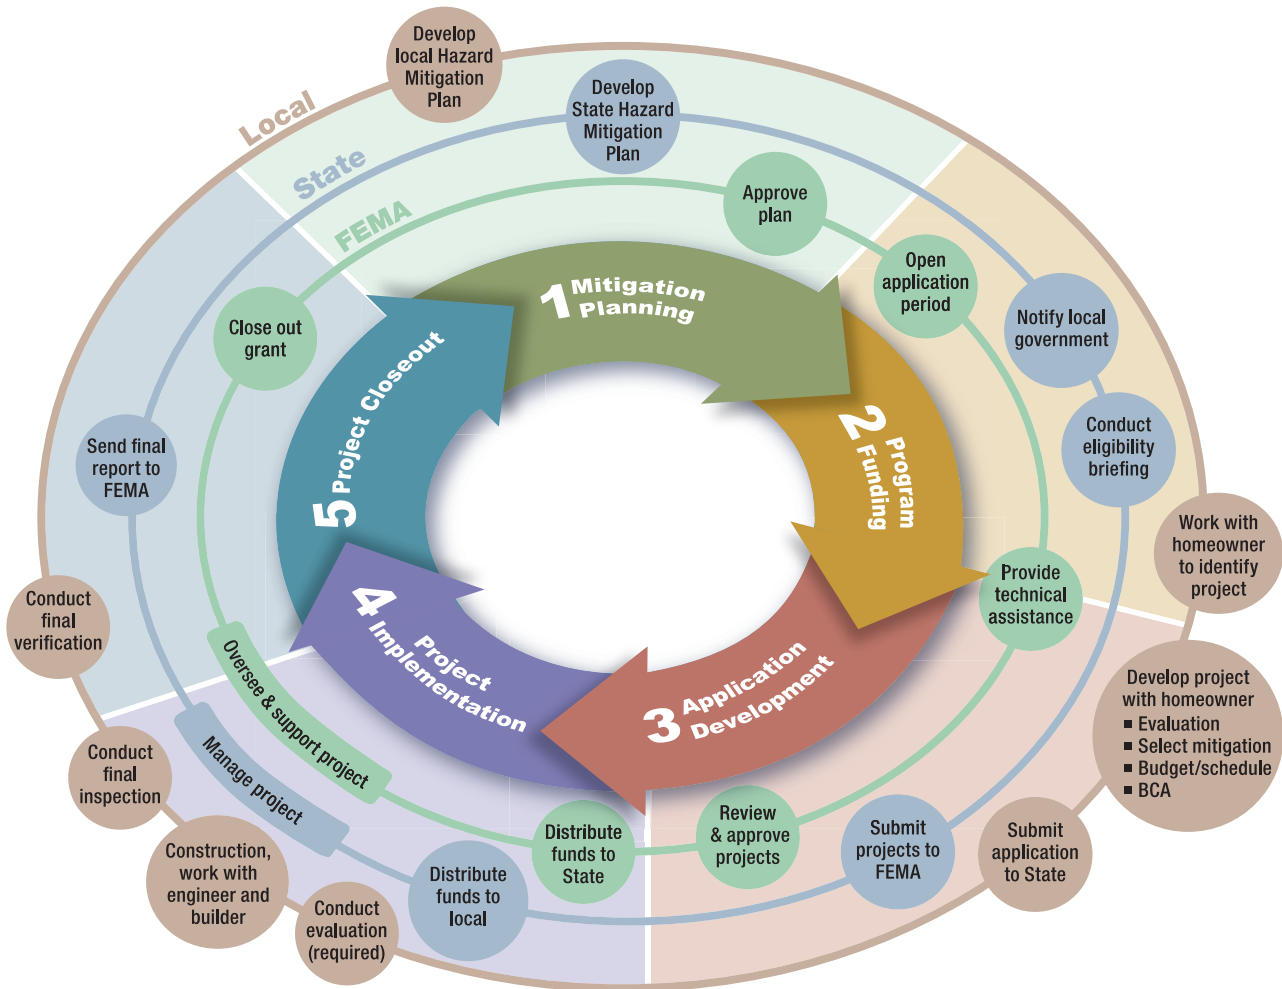 Develop
local Hazard
Mitigation
Plan
Develop
State Hazard
Mitigation
Plan
Approve
plan
Local
State
FEMA
1 Mitigation
Planning
Open
application
period
Notify local
government
Conduct
eligibility
briefing
2 Program
Funding
Work with
homeowner
to identify
project
Provide
technical
assistance
Develop project
with homeowner
■ Evaluation
■ Select mitigation
■ Budget/schedule
■ BCA
Submit
application
to State
Submit
projects to
FEMA
Review
& approve
projects
3 Application
Development
Distribute
funds to
State
Distribute
funds to
local
Conduct
evaluation
(required)
Construction,
work with
engineer and
builder
Conduct
final
inspection
Manage project
Oversee & support project
4 Project
Implementation
Conduct
final
verification
Send final
report to
FEMA
Close out
grant
5 Project Closeout